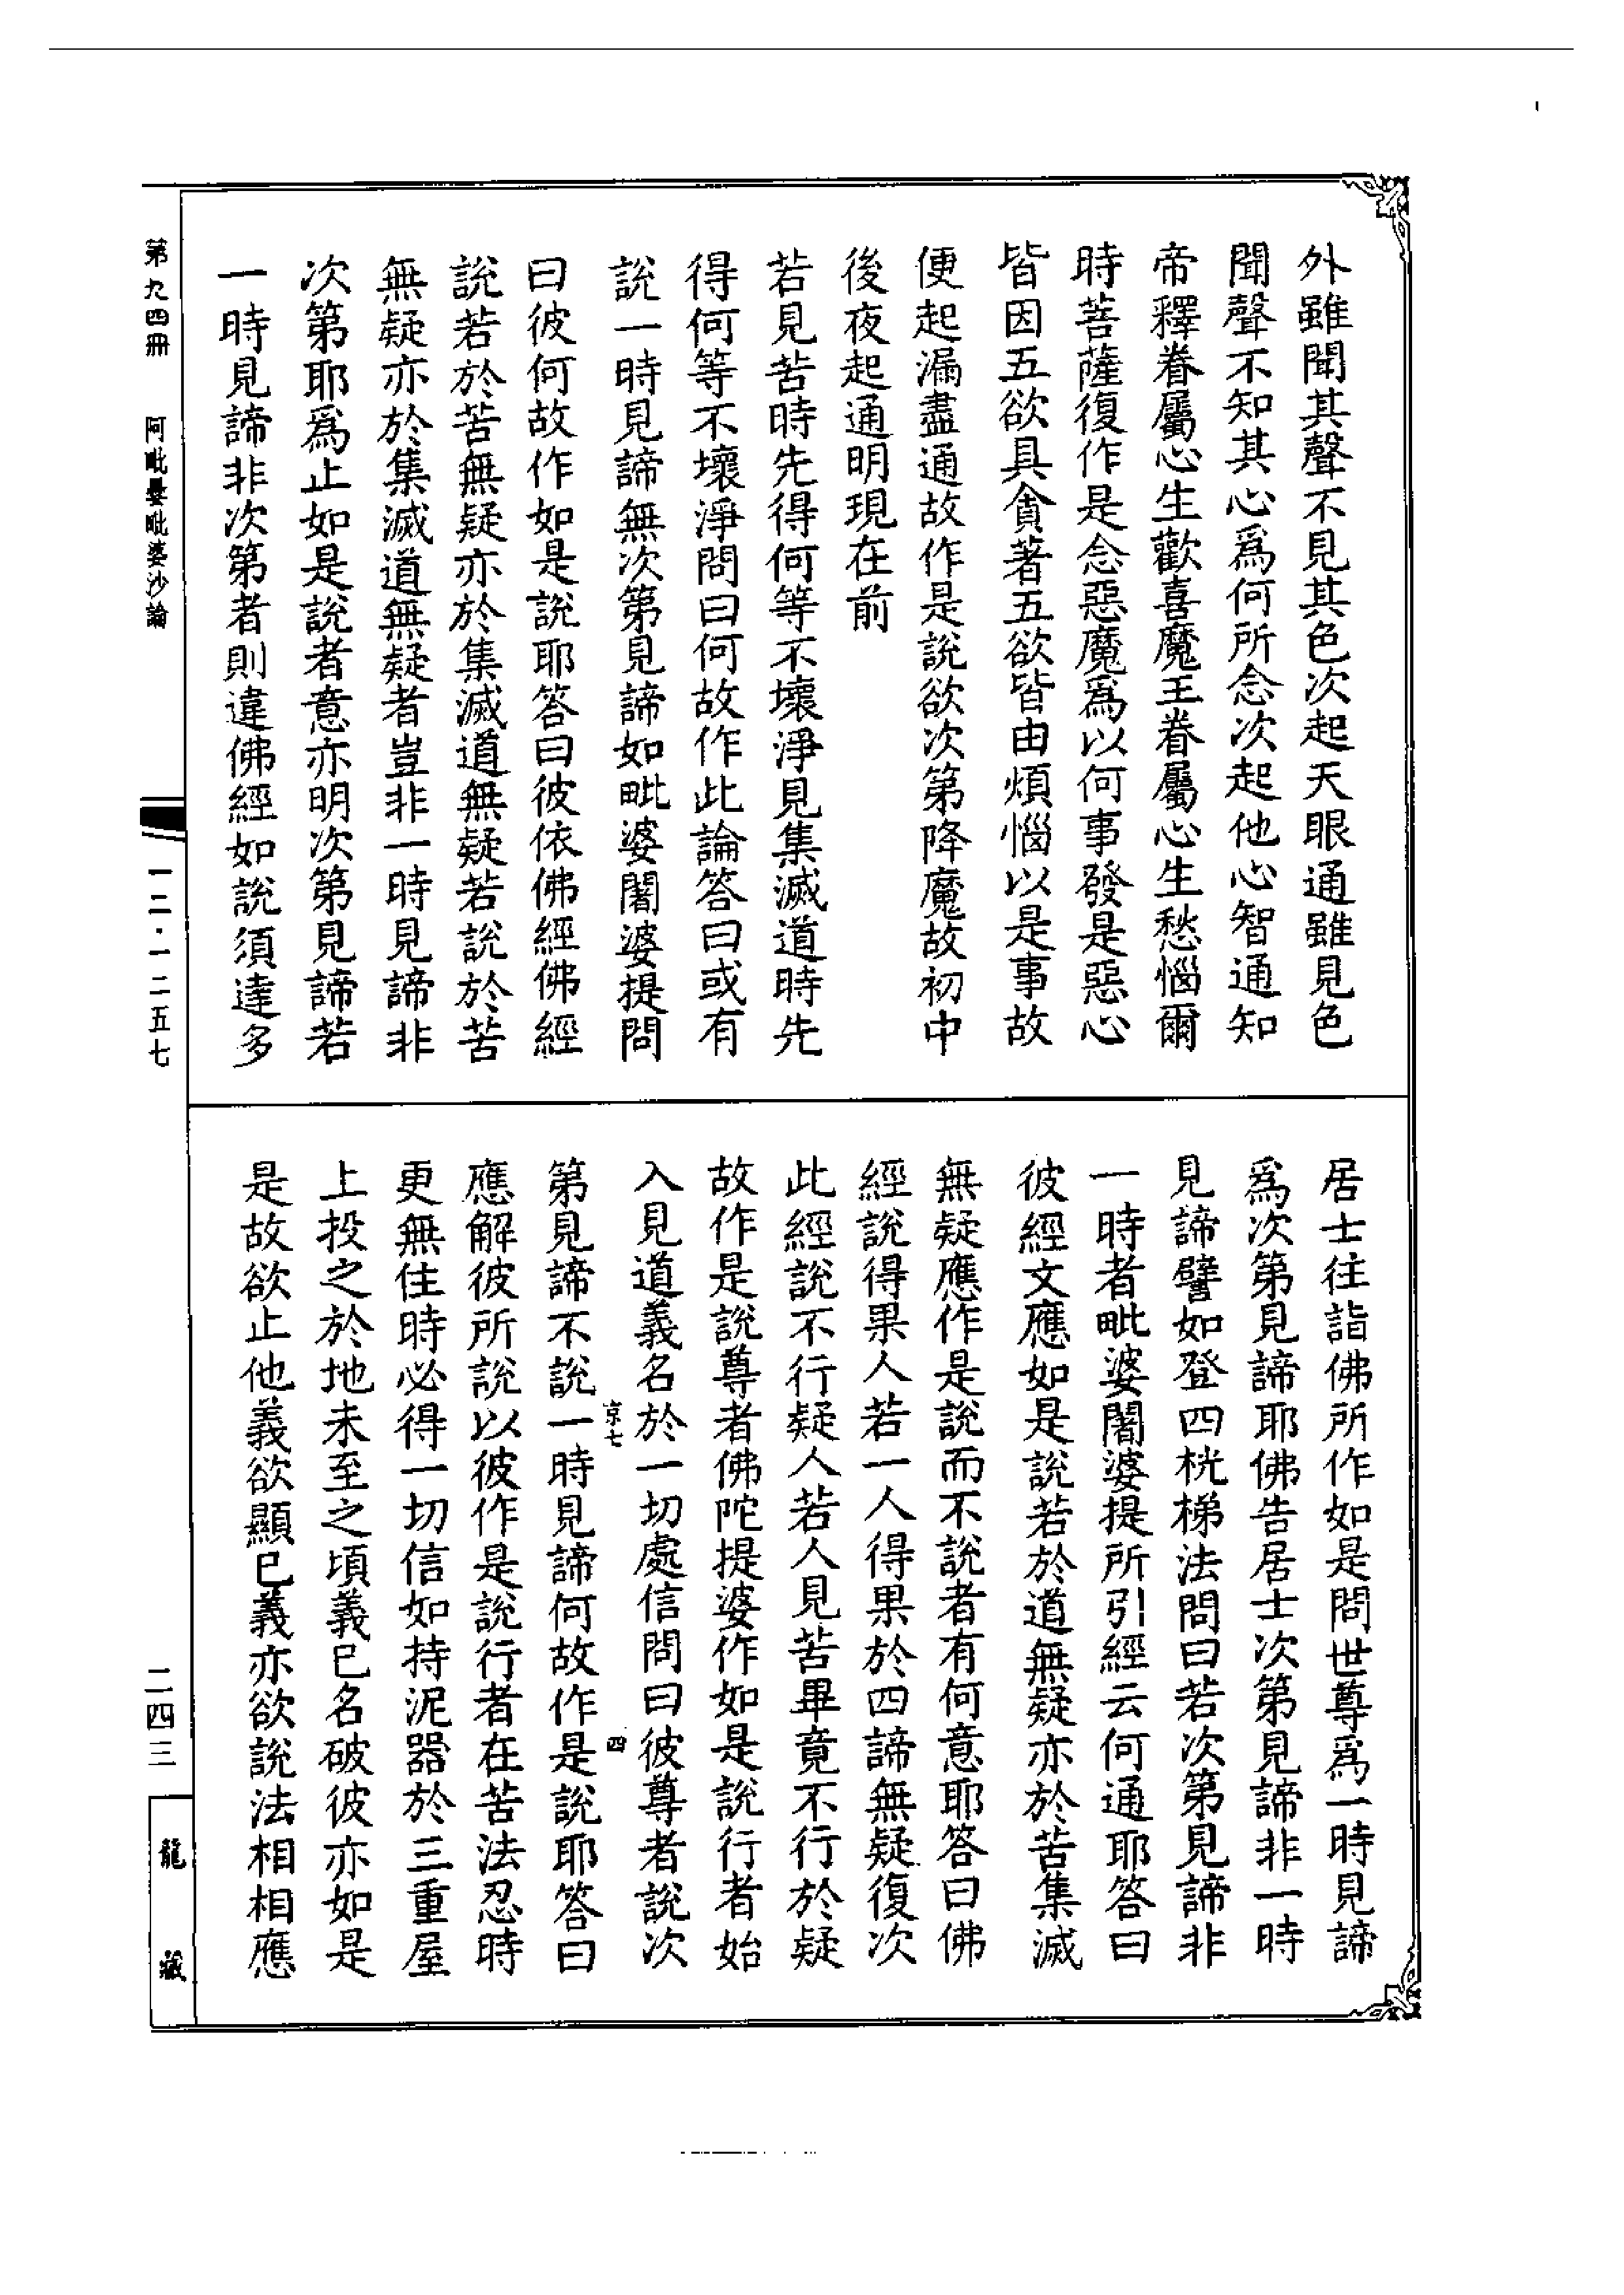 外雖聞其聲不見其色次起天眼通雖見色
聞聲不知其心爲何所念次起他心智通知
帝釋眷屬心生歡喜魔王眷屬心生愁惱爾
時菩薩復作是念惡魔爲以何事發是惡心
皆因五欲具貪著五欲皆由煩惱以是事故
便起漏盡通故作是說欲次第降魔故初中
後夜起通明現在前
若見苦時先得何等不壞淨見集滅道時先
得何等不壞淨問曰何故作此論答曰或有
說一時見諦無次第見諦如毗婆闍婆提問
曰彼何故作如是說耶答曰彼依佛經佛經
說若於苦無疑亦於集滅道無疑若說於苦
無疑亦於集滅道無疑者豈非一時見諦非
次第耶爲止如是說者意亦明次第見諦若
一時見諦非次第者則違佛經如說須達多
居士往詣佛所作如是問世尊爲一時見諦
爲次第見諦耶佛告居士次第見諦非一時
見諦譬如登四桄梯法問曰若次第見諦非
一時者毗婆闍婆提所引經云何通耶答曰
彼經文應如是說若於道無疑亦於苦集滅
無疑應作是說而不說者有何意耶答曰佛
經說得果人若一人得果於四諦無疑復次
此經說不行疑人若人見苦畢竟不行於疑
故作是說尊者佛陀提婆作如是說行者始
入見道義名於一切處信問曰彼尊者說次
京七
四
第見諦不說一時見諦何故作是說耶答曰
應解彼所說以彼作是說行者在苦法忍時
更無住時必得一切信如持泥器於三重屋
上投之於地未至之頃義已名破彼亦如是
是故欲止他義欲顯已義亦欲說法相相應
第九四冊
阿毗曇毗婆沙論
一二·一二五七
二四三
龍藏